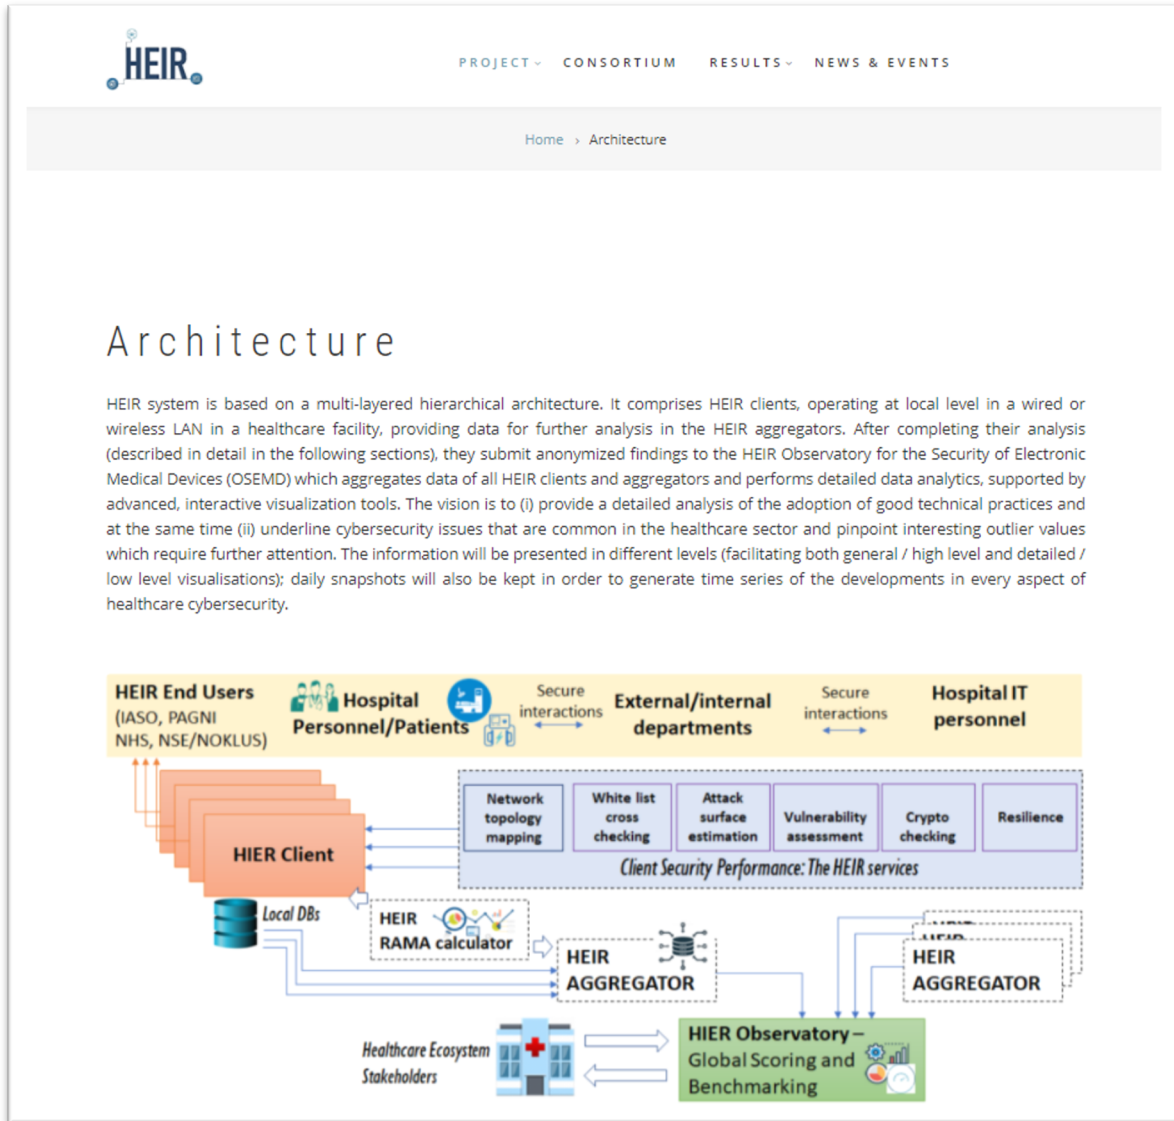 HEIR
PROJECT CONSORTIUM RESULTS NEWS & EVENTS
Home › Architecture
Architecture
HEIR system is based on a multi-layered hierarchical architecture. It comprises HEIR clients, operating at local level in a wired or
wireless LAN in a healthcare facility, providing data for further analysis in the HEIR aggregators. After completing their analysis
(described in detail in the following sections), they submit anonymized findings to the HEIR Observatory for the Security of Electronic
Medical Devices (OSEMD) which aggregates data of all HEIR clients and aggregators and performs detailed data analytics, supported by
advanced, interactive visualization tools. The vision is to (i) provide a detailed analysis of the adoption of good technical practices and
at the same time (ii) underline cybersecurity issues that are common in the healthcare sector and pinpoint interesting outlier values
which require further attention. The information will be presented in different levels (facilitating both general / high level and detailed /
low level visualisations); daily snapshots will also be kept in order to generate time series of the developments in every aspect of
healthcare cybersecurity.
HEIR End Users
(IASO, PAGNI
NHS, NSE/NOKLUS)
Hospital
Personnel/Patients
Secure
interactions
External/internal
departments
Secure
interactions
Hospital IT
personnel
HIER Client
Network
topology
mapping
White list
cross
checking
Attack
surface
estimation
Vulnerability
assessment
Crypto
checking
Resilience
Client Security Performance: The HEIR services
Local DBs
HEIR
RAMA calculator
HEIR
AGGREGATOR
HEIR
AGGREGATOR
Healthcare Ecosystem
Stakeholders
HIER Observatory –
Global Scoring and
Benchmarking